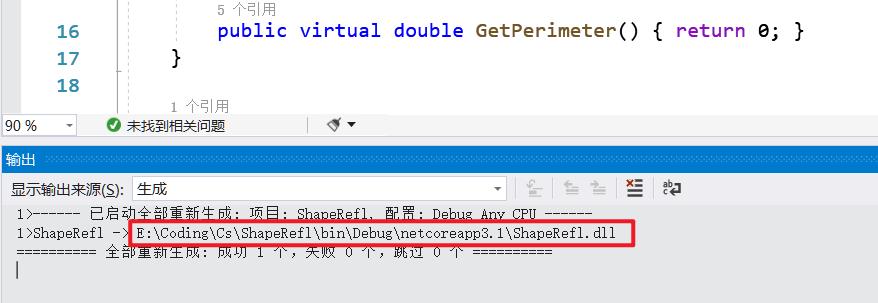 5 个引用
16 public virtual double GetPerimeter() { return 0; }
17 }
18
1 个引用
90 % 未找到相关问题
输出
显示输出来源(S): 生成
1>------ 已启动全部重新生成: 项目: ShapeRefl, 配置: Debug Any CPU ------
1>ShapeRefl -> E:\Coding\Cs\ShapeRefl\bin\Debug\netcoreapp3.1\ShapeRefl.dll
========== 全部重新生成: 成功 1 个，失败 0 个，跳过 0 个 ==========